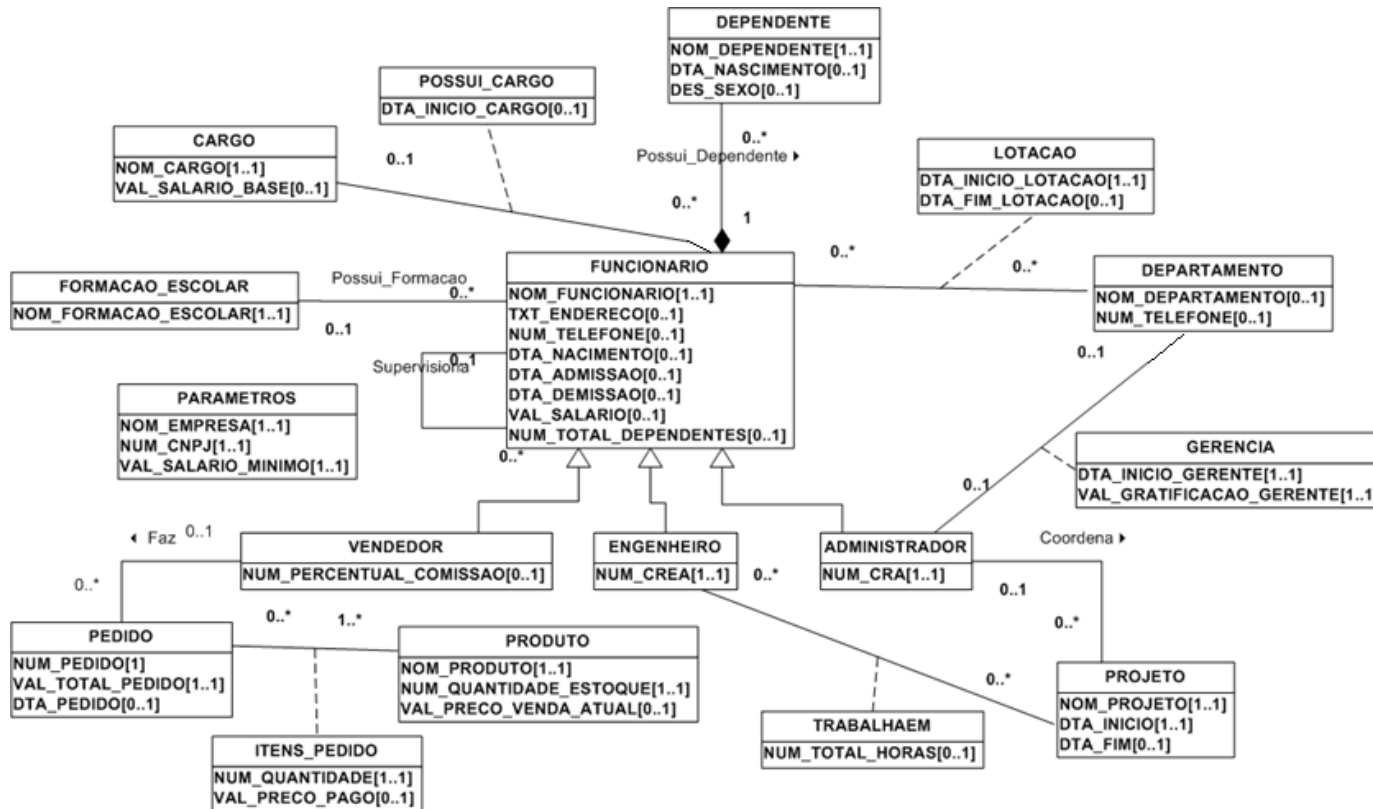 DEPENDENTE
NOM_DEPENDENTE[1..1]
DTA_NASCIMENTO[0..1]
DES_SEXO[0..1]
POSSUI_CARGO
DTA_INICIO_CARGO[0..1]
CARGO
NOM_CARGO[1..1]
VAL_SALARIO_BASE[0..1]
0..1
0..*
Possui_Dependente
0..*
1
LOTACAO
DTA_INICIO_LOTACAO[1..1]
DTA_FIM_LOTACAO[0..1]
0..*
0..*
FORMACAO_ESCOLAR
NOM_FORMACAO_ESCOLAR[1..1]
Possui_Formacao
0..*
0..1
FUNCIONARIO
NOM_FUNCIONARIO[1..1]
TXT_ENDERECO[0..1]
NUM_TELEFONE[0..1]
DTA_NACIMENTO[0..1]
DTA_ADMISSAO[0..1]
DTA_DEMISSAO[0..1]
VAL_SALARIO[0..1]
NUM_TOTAL_DEPENDENTES[0..1]
DEPARTAMENTO
NOM_DEPARTAMENTO[0..1]
NUM_TELEFONE[0..1]
Supervisiona
0..1
0..*
0..1
PARAMETROS
NOM_EMPRESA[1..1]
NUM_CNPJ[1..1]
VAL_SALARIO_MINIMO[1..1]
GERENCIA
DTA_INICIO_GERENTE[1..1]
VAL_GRATIFICACAO_GERENTE[1..1
0..1
Faz
0..1
0..*
VENDEDOR
NUM_PERCENTUAL_COMISSAO[0..1]
ENGENHEIRO
NUM_CREA[1..1]
0..*
ADMINISTRADOR
NUM_CRA[1..1]
Coordena
0..1
0..*
PEDIDO
NUM_PEDIDO[1]
VAL_TOTAL_PEDIDO[1..1]
DTA_PEDIDO[0..1]
0..*
1..*
PRODUTO
NOM_PRODUTO[1..1]
NUM_QUANTIDADE_ESTOQUE[1..1]
VAL_PRECO_VENDA_ATUAL[0..1]
0..*
PROJETO
NOM_PROJETO[1..1]
DTA_INICIO[1..1]
DTA_FIM[0..1]
ITENS_PEDIDO
NUM_QUANTIDADE[1..1]
VAL_PRECO_PAGO[0..1]
TRABALHAEM
NUM_TOTAL_HORAS[0..1]